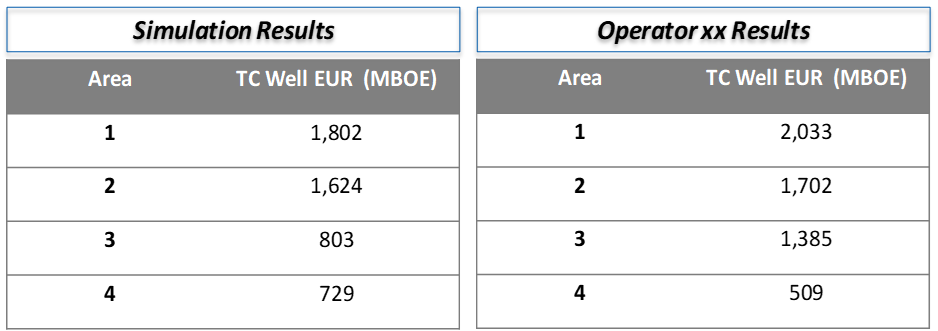 Simulation Results
Area TC Well EUR (MBOE)
1 1,802
2 1,624
3 803
4 729
Operator xx Results
Area TC Well EUR (MBOE)
1 2,033
2 1,702
3 1,385
4 509